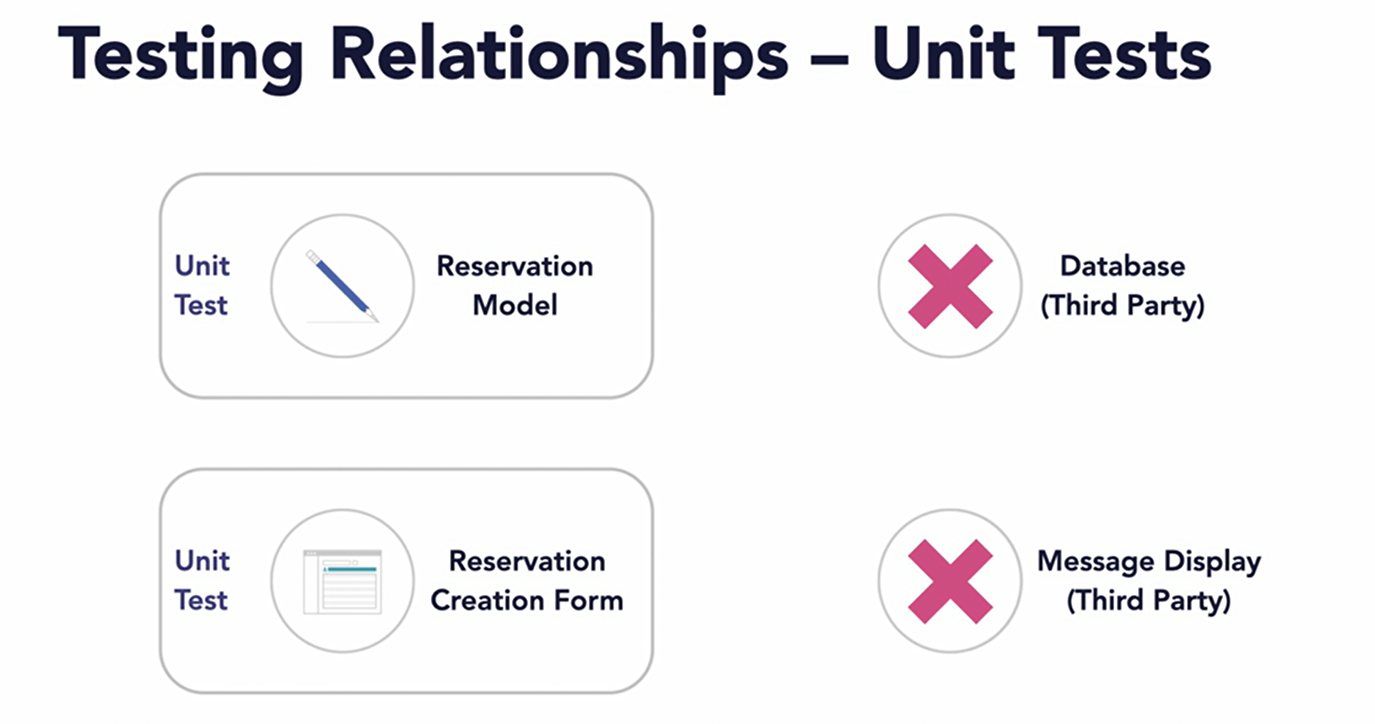 Testing Relationships – Unit Tests
Unit
Test
Reservation
Model
Database
(Third Party)
Unit
Test
Reservation
Creation Form
Message Display
(Third Party)